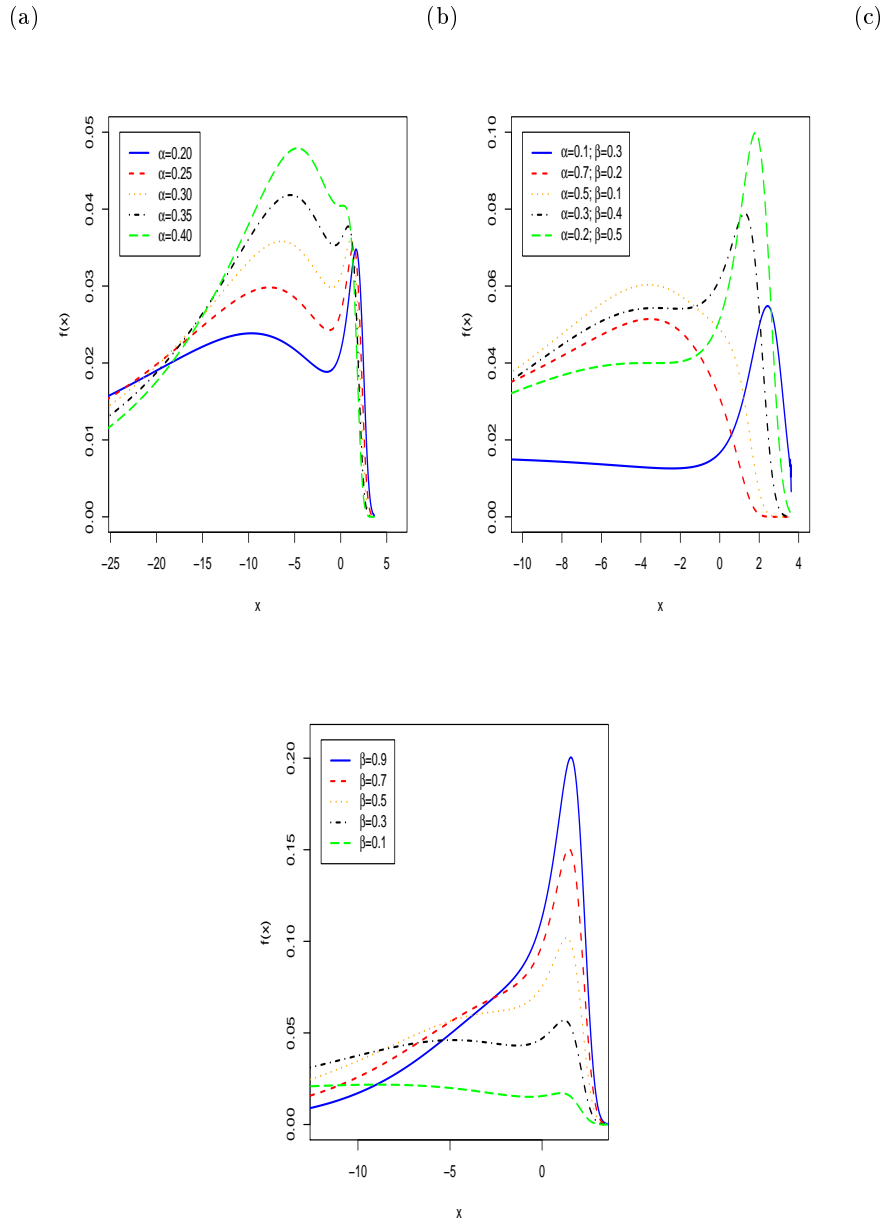 (a) (b) (c)
α=0.20
α=0.25
α=0.30
α=0.35
α=0.40
f(x)
0.00 0.01 0.02 0.03 0.04 0.05
−25 −20 −15 −10 −5 0 5
x
α=0.1; β=0.3
α=0.7; β=0.2
α=0.5; β=0.1
α=0.3; β=0.4
α=0.2; β=0.5
f(x)
0.00 0.02 0.04 0.06 0.08 0.10
−10 −8 −6 −4 −2 0 2 4
x
β=0.9
β=0.7
β=0.5
β=0.3
β=0.1
f(x)
0.00 0.05 0.10 0.15 0.20
−10 −5 0
x